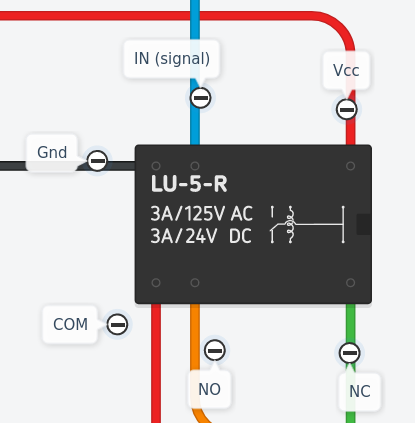 IN (signal)
Vcc
Gnd
LU-5-R
3A/125V AC
3A/24V DC
COM
NO
NC